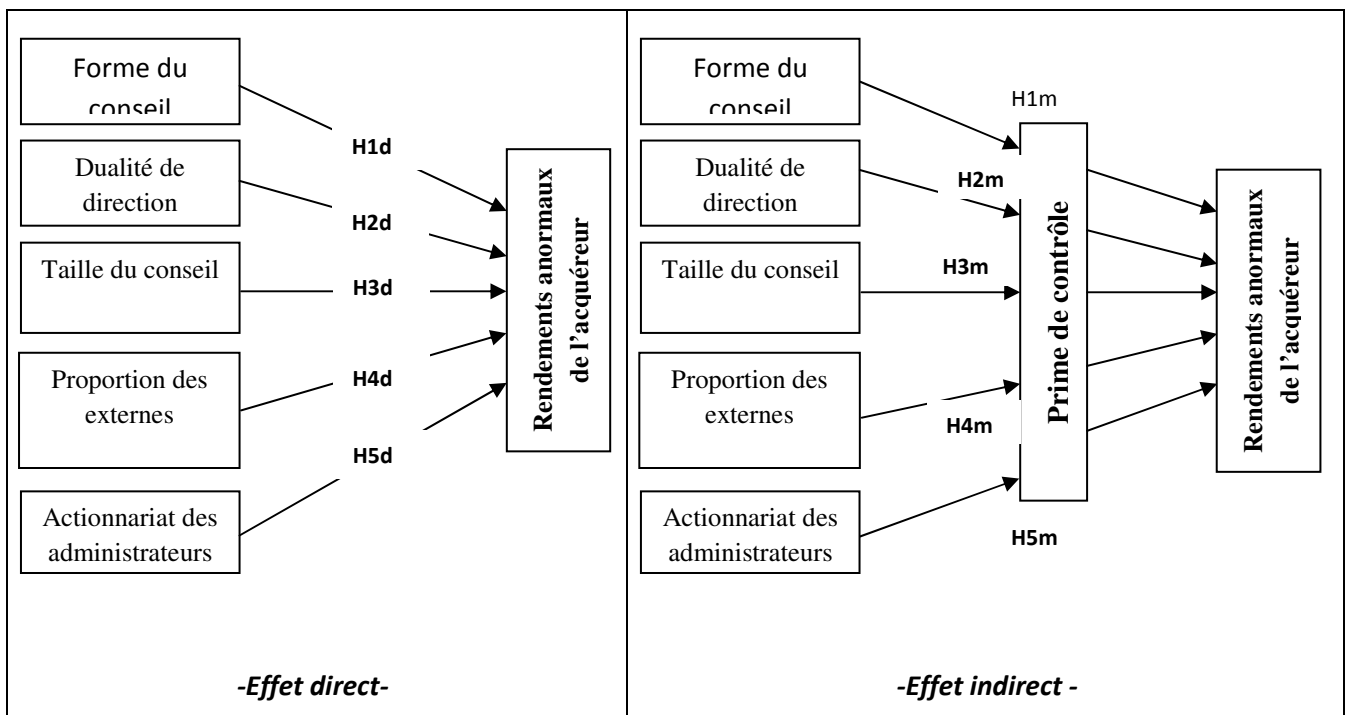 Forme du
conseil
Dualité de
direction
Taille du conseil
Proportion des
externes
Actionnariat des
administrateurs
H1d
H2d
H3d
H4d
H5d
Rendements anormaux
de l'acquéreur
-Effet direct-
Forme du
conseil
Dualité de
direction
Taille du conseil
Proportion des
externes
Actionnariat des
administrateurs
H1m
H2m
H3m
H4m
H5m
Prime de contrôle
Rendements anormaux
de l'acquéreur
-Effet indirect -